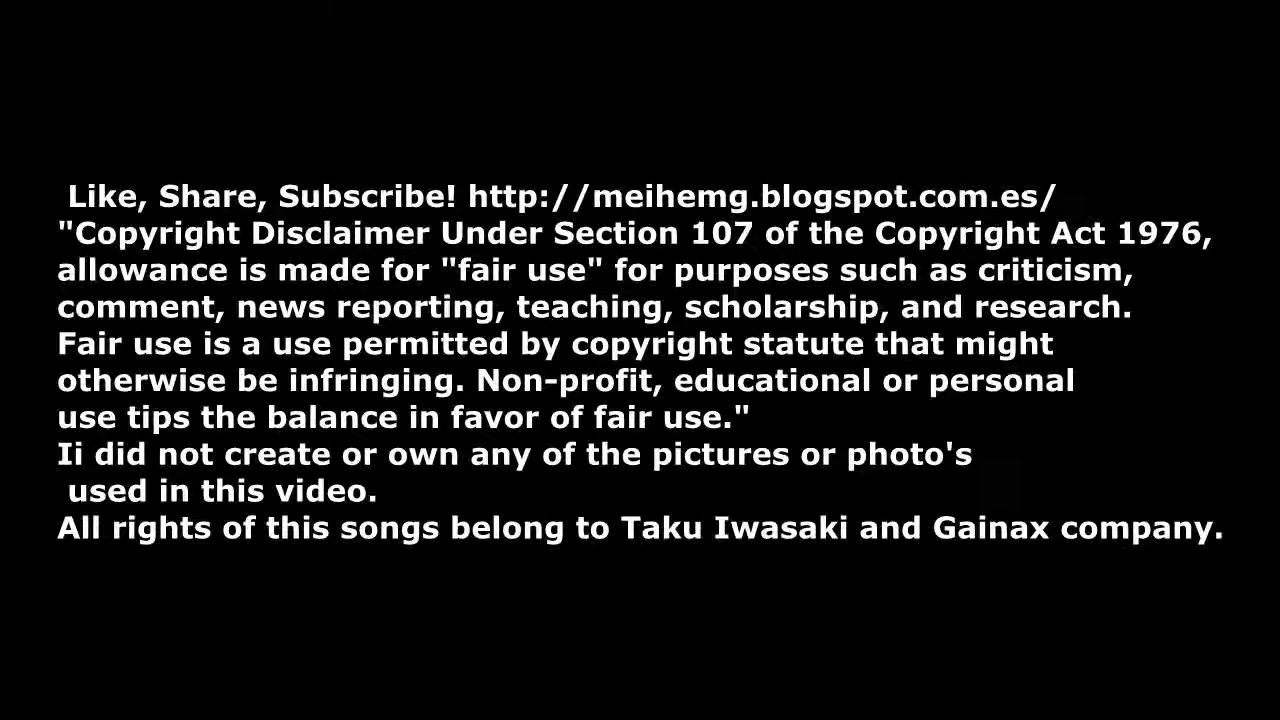 Like, Share, Subscribe! http://meihemg.blogspot.com.es/
"Copyright Disclaimer Under Section 107 of the Copyright Act 1976,
allowance is made for "fair use" for purposes such as criticism,
comment, news reporting, teaching, scholarship, and research.
Fair use is a use permitted by copyright statute that might
otherwise be infringing. Non-profit, educational or personal
use tips the balance in favor of fair use."
Ii did not create or own any of the pictures or photo's
used in this video.
All rights of this songs belong to Taku Iwasaki and Gainax company.